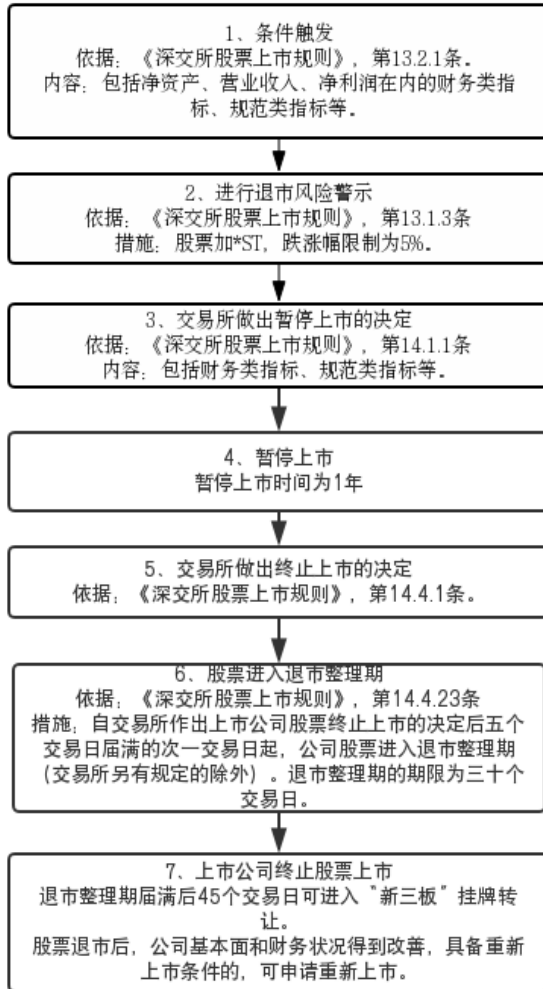 1、条件触发
依据：《深交所股票上市规则》，第13.2.1条。
内容：包括净资产、营业收入、净利润在内的财务类指
标、规范类指标等。
2、进行退市风险警示
依据：《深交所股票上市规则》，第13.1.3条
措施：股票加*ST，跌涨幅限制为5%。
3、交易所做出暂停上市的决定
依据：《深交所股票上市规则》，第14.1.1条
内容：包括财务类指标、规范类指标等。
4、暂停上市
暂停上市时间为1年
5、交易所做出终止上市的决定
依据：《深交所股票上市规则》，第14.4.1条。
6、股票进入退市整理期
依据：《深交所股票上市规则》，第14.4.23条
措施：自交易所作出上市公司股票终止上市的决定后五个
交易日届满的次一交易日起，公司股票进入退市整理期
（交易所另有规定的除外）。退市整理期的期限为三十个
交易日。
7、上市公司终止股票上市
退市整理期届满后45个交易日可进入“新三板”挂牌转
让。
股票退市后，公司基本面和财务状况得到改善，具备重新
上市条件的，可申请重新上市。